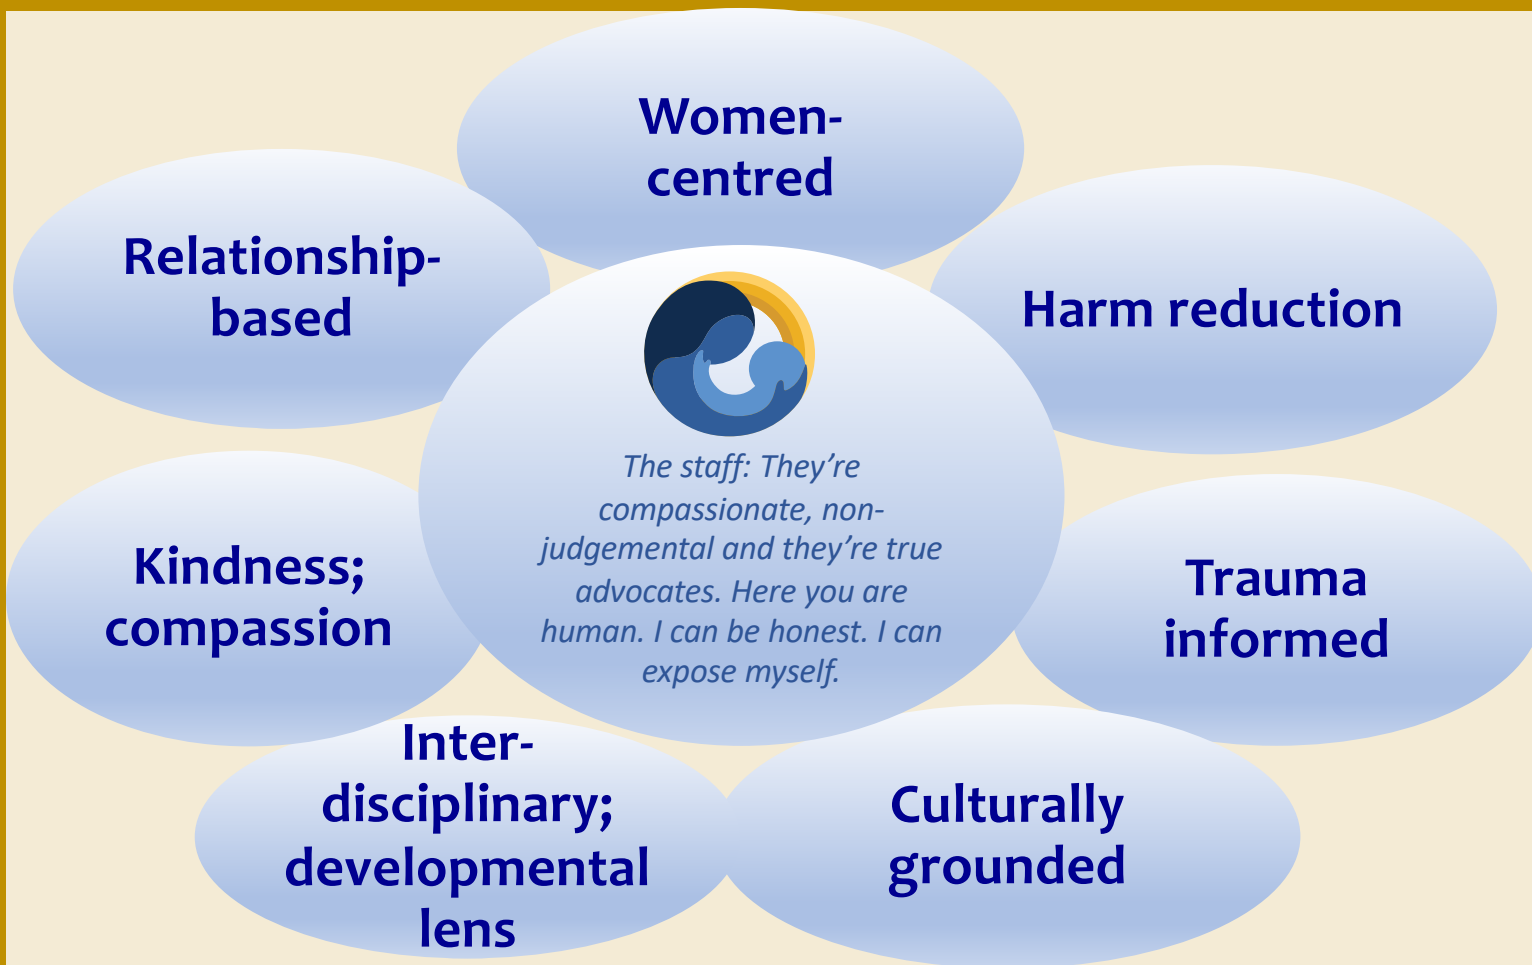 Women-
centred
Relationship-
based
Harm reduction
The staff: They’re
compassionate, non-
judgemental and they’re true
advocates. Here you are
human. I can be honest. I can
expose myself.
Kindness;
compassion
Trauma
informed
Inter-
disciplinary;
developmental
lens
Culturally
grounded